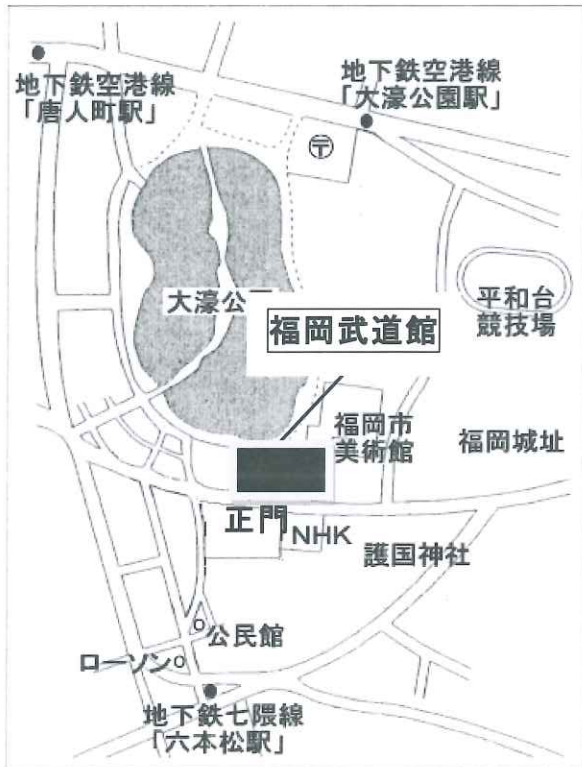 地下鉄空港線
「唐人町駅」
地下鉄空港線
「大濠公園駅」
〒
大濠公
平和台
競技場
福岡武道館
福岡市
美術館
福岡城址
正門
NHK
護国神社
公民館
ローソン
地下鉄七隈線
「六本松駅」